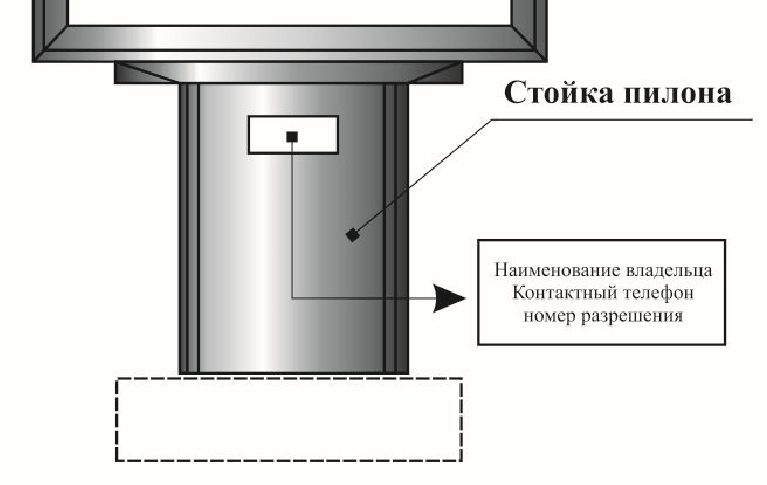 Стойка пилона
Наименование владельца
Контактный телефон
номер разрешения